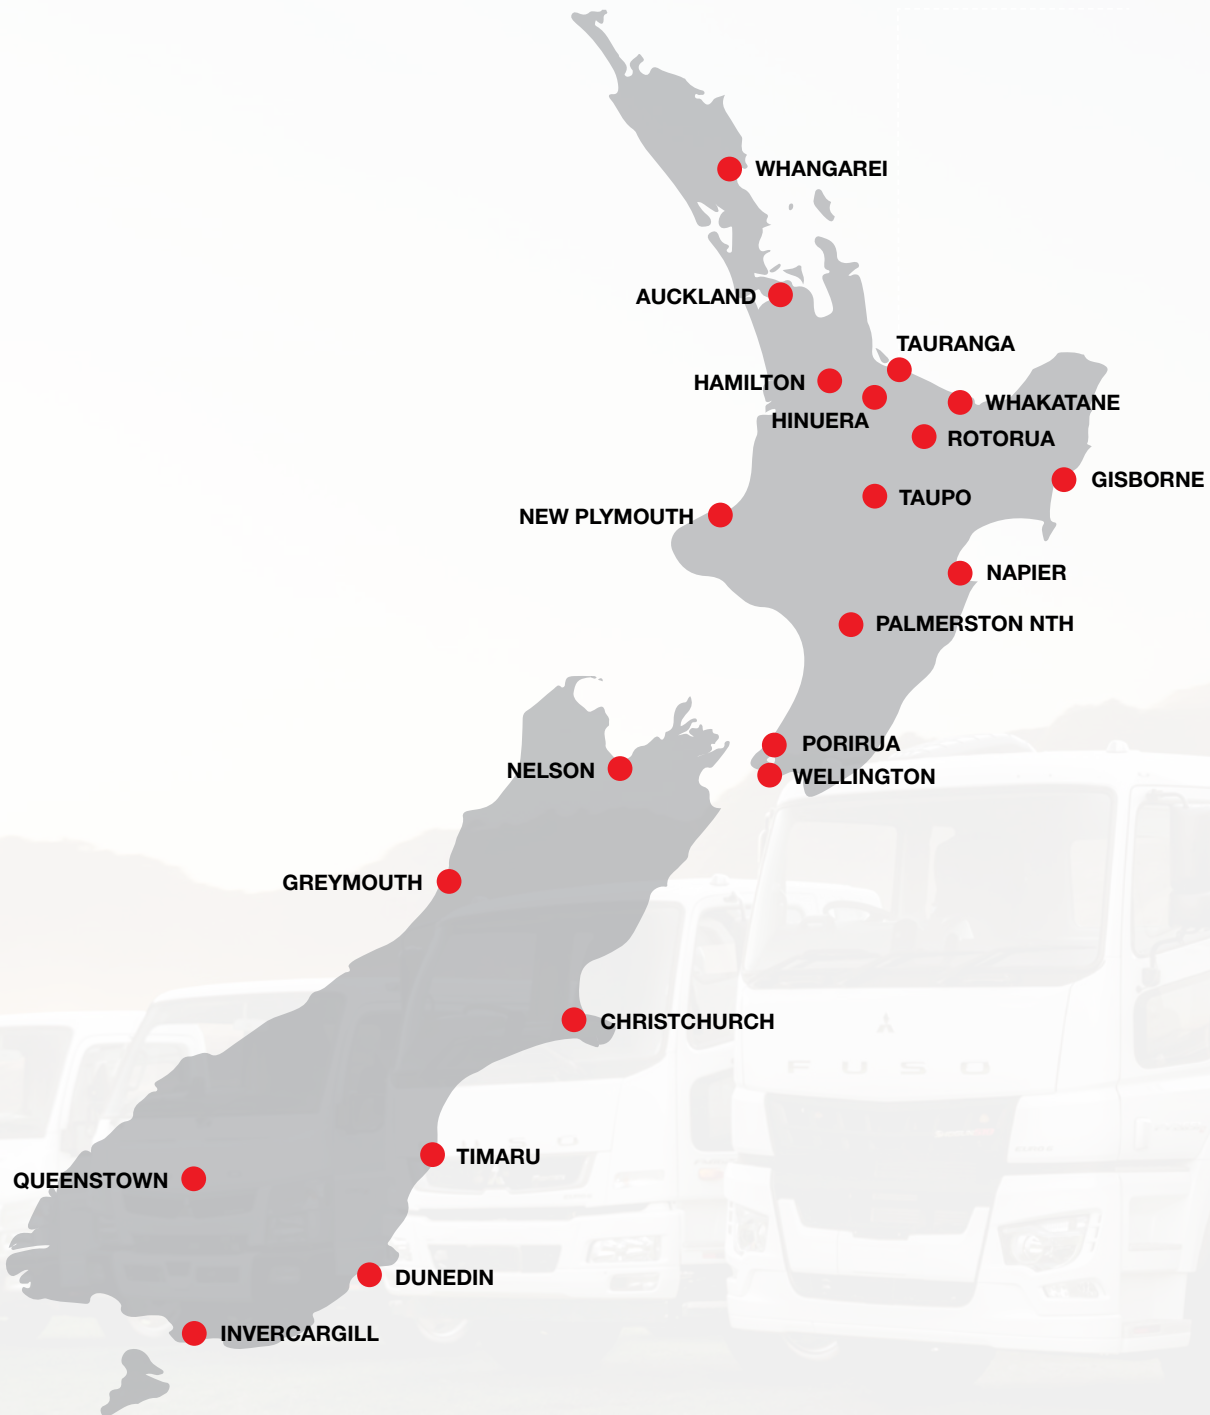 WHANGAREI
AUCKLAND
TAURANGA
HAMILTON
WHAKATANE
HINUERA
ROTORUA
GISBORNE
TAUPO
NEW PLYMOUTH
NAPIER
PALMERSTON NTH
PORIRUA
NELSON
WELLINGTON
GREYMOUTH
CHRISTCHURCH
FUSO
TIMARU
QUEENSTOWN
DUNEDIN
INVERCARGILL